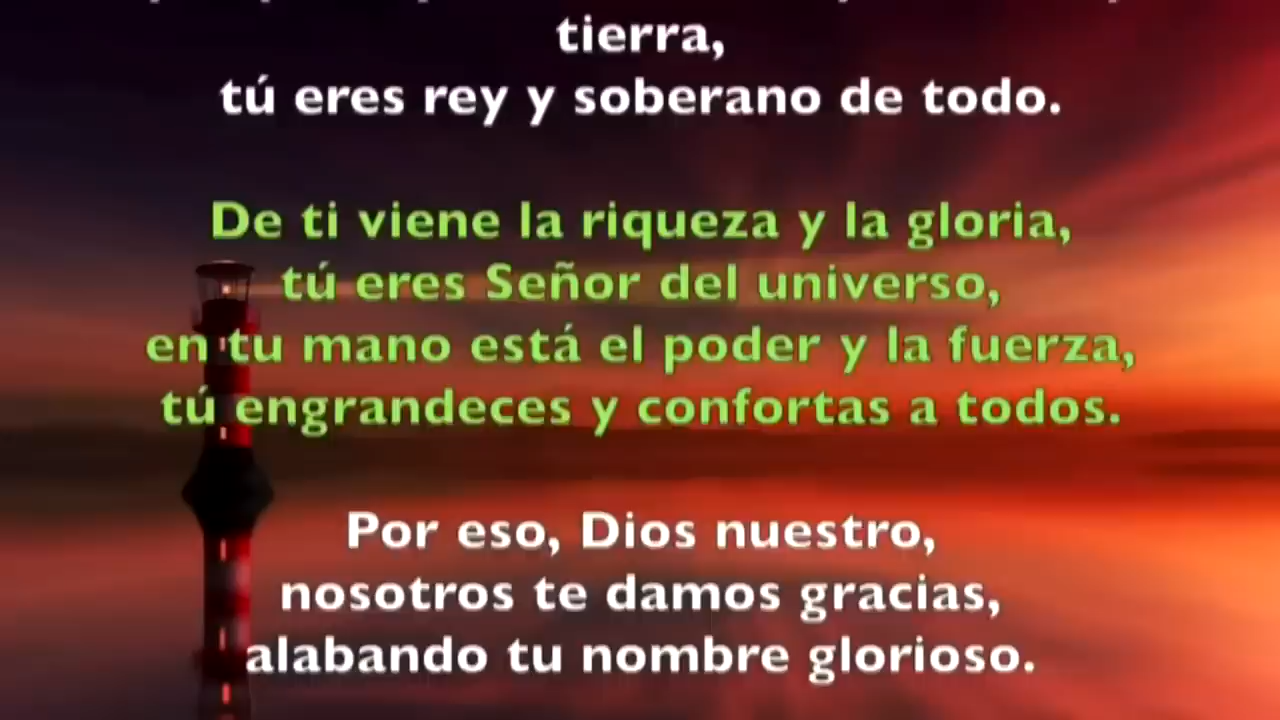 tierra,
tú eres rey y soberano de todo.
De ti viene la riqueza y la gloria,
tú eres Señor del universo,
en tu mano está el poder y la fuerza,
tú engrandeces y confortas a todos.
Por eso, Dios nuestro,
nosotros te damos gracias,
alabando tu nombre glorioso.